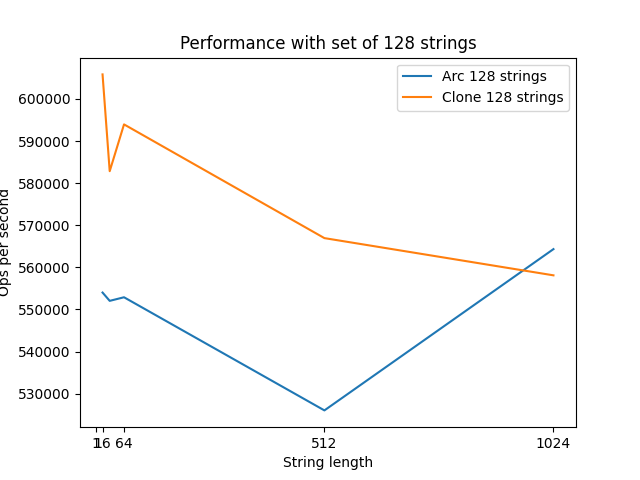 Performance with set of 128 strings
Arc 128 strings
Clone 128 strings
600000
590000
580000
570000
560000
550000
540000
530000
Ops per second
1 16 64 512 1024
String length